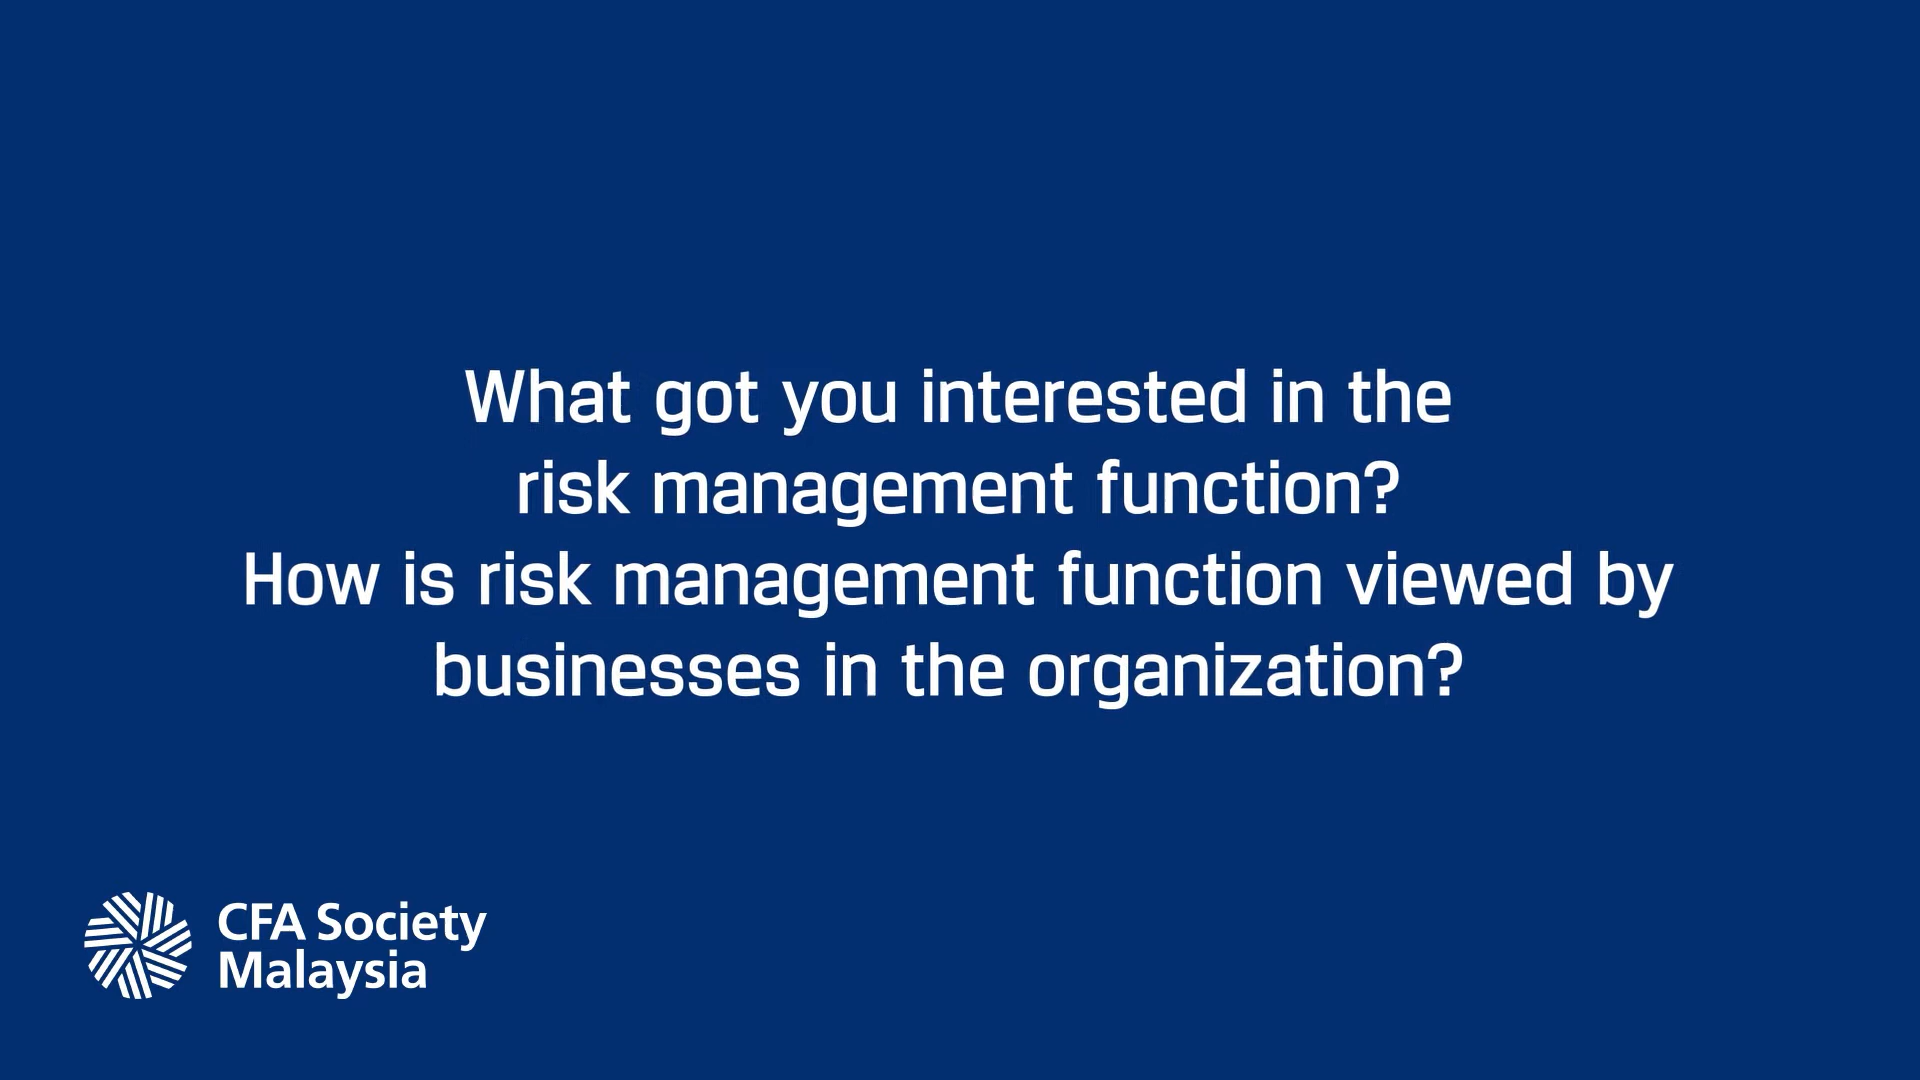 What got you interested in the
risk management function?
How is risk management function viewed by
businesses in the organization?
CFA Society
Malaysia